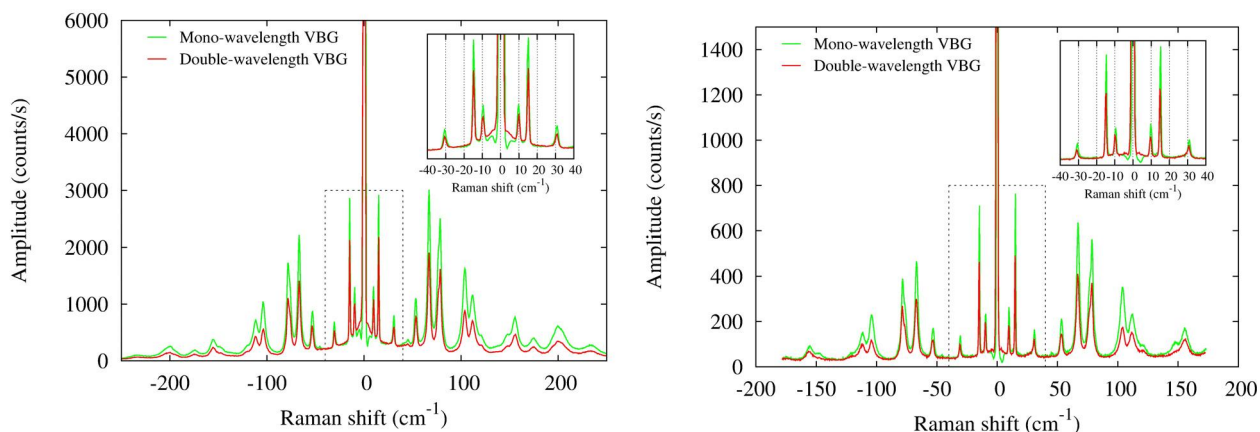 6000
5000
4000
3000
2000
1000
0
Amplitude (counts/s)
Mono-wavelength VBG
Double-wavelength VBG
-40 -30 -20 -10 0 10 20 30 40
Raman shift (cm-1)
-200 -100 0 100 200
Raman shift (cm-1)
1400
1200
1000
800
600
400
200
0
Amplitude (counts/s)
Mono-wavelength VBG
Double-wavelength VBG
-40 -30 -20 -10 0 10 20 30 40
Raman shift (cm-1)
-200 -150 -100 -50 0 50 100 150 200
Raman shift (cm-1)